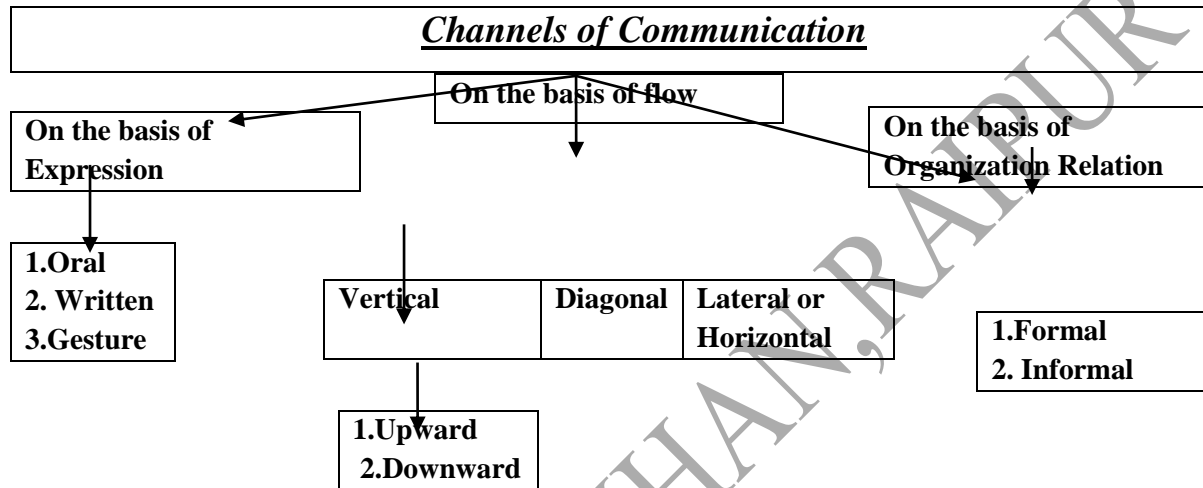 Channels of Communication
On the basis of flow
On the basis of
Expression
On the basis of
Organization Relation
1.Oral
2. Written
3.Gesture
Vertical
Diagonal
Lateral or
Horizontal
1.Formal
2. Informal
1.Upward
2.Downward
HAN,RAIPUR